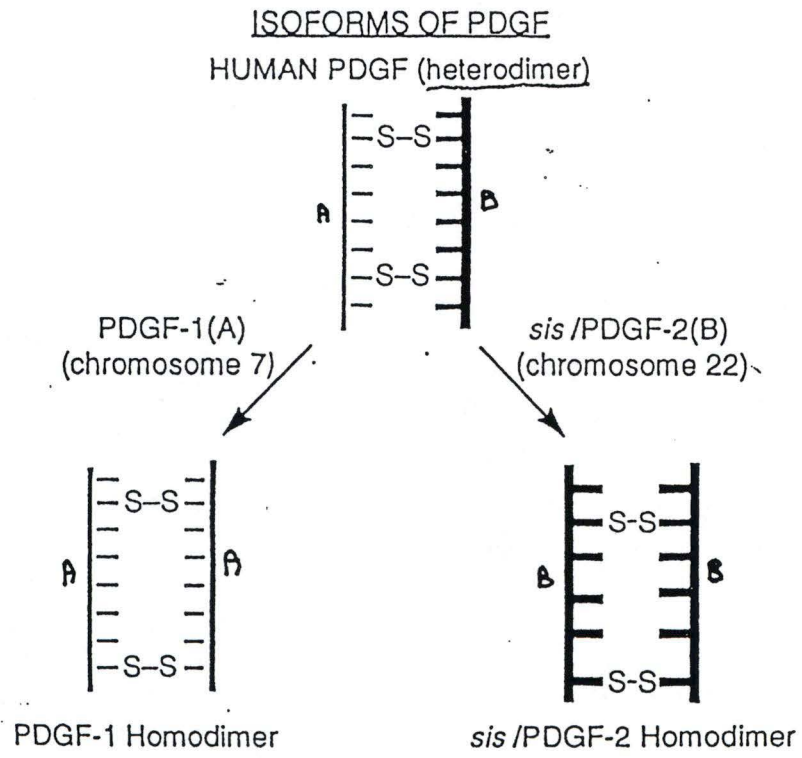 ISOFORMS OF PDGF
HUMAN PDGF (heterodimer)
S–S
A
B
S–S
PDGF-1(A)
(chromosome 7)
sis/PDGF-2(B)
(chromosome 22)
S–S
S-S
A
A
B
B
S–S
S-S
PDGF-1 Homodimer
sis/PDGF-2 Homodimer